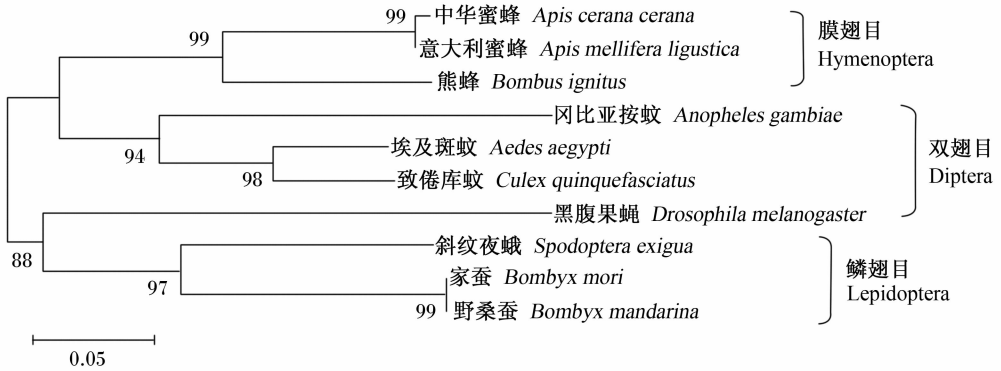 99
中华蜜蜂 Apis cerana cerana
99
意大利蜜蜂 Apis mellifera ligustica
熊蜂 Bombus ignitus
膜翅目
Hymenoptera
冈比亚按蚊 Anopheles gambiae
94
埃及斑蚊 Aedes aegypti
98
致倦库蚊 Culex quinquefasciatus
双翅目
Diptera
黑腹果蝇 Drosophila melanogaster
88
斜纹夜蛾 Spodoptera exigua
97
家蚕 Bombyx mori
99
野桑蚕 Bombyx mandarina
鳞翅目
Lepidoptera
0.05